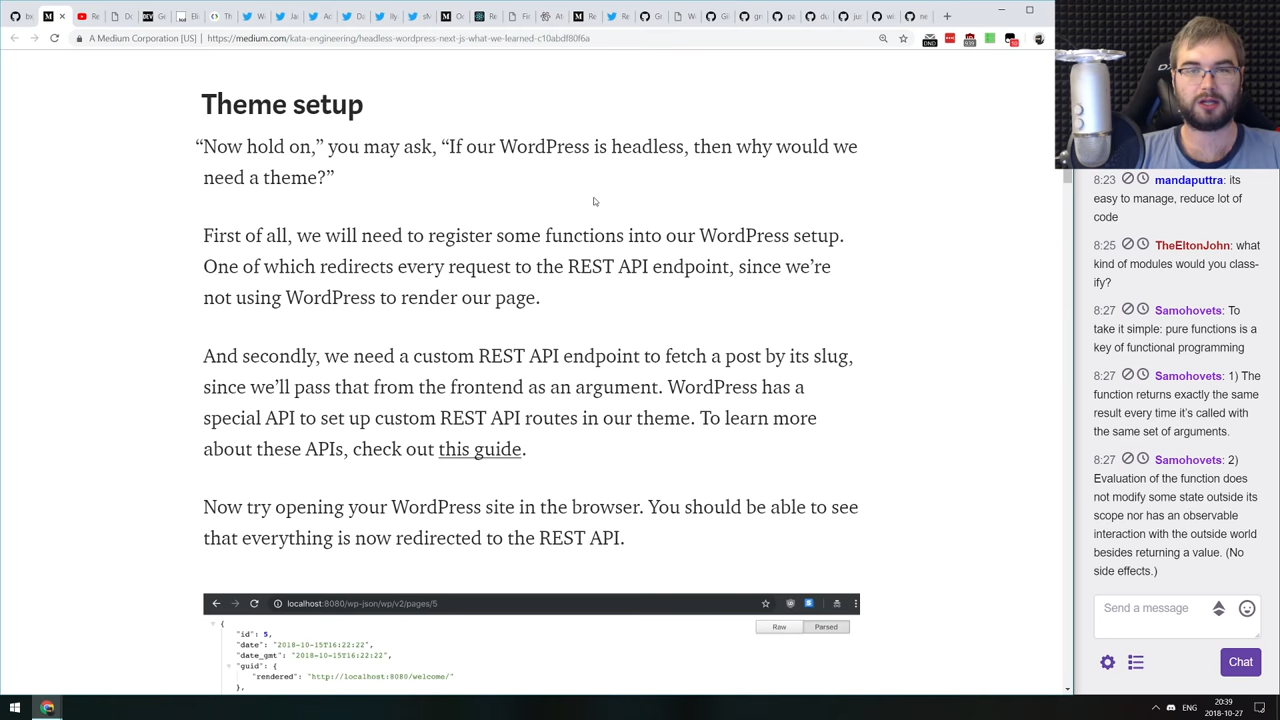 A Medium Corporation [US]
https://medium.com/kata-engineering/headless-wordpress-next-js-what-we-learned-c10abdf80f6a
Theme setup
“Now hold on,” you may ask, “If our WordPress is headless, then why would we
need a theme?”
First of all, we will need to register some functions into our WordPress setup.
One of which redirects every request to the REST API endpoint, since we’re
not using WordPress to render our page.
And secondly, we need a custom REST API endpoint to fetch a post by its slug,
since we’ll pass that from the frontend as an argument. WordPress has a
special API to set up custom REST API routes in our theme. To learn more
about these APIs, check out this guide.
Now try opening your WordPress site in the browser. You should be able to see
that everything is now redirected to the REST API.
localhost:8080/wp-json/wp/v2/pages/5
Raw
Parsed
{
"id": 5,
"date": "2018-10-15T16:22:22"
"date_gmt": "2018-10-15T16:22:22",
"guid": {
"rendered": "http://localhost:8080/welcome/"
},
8:23 mandaputtra: its
easy to manage, reduce lot of
code
8:25 TheEltonJohn: what
kind of modules would you class-
ify?
8:27 Samohovets: To
take it simple: pure functions is a
key of functional programming
8:27 Samohovets: 1) The
function returns exactly the same
result every time it's called with
the same set of arguments.
8:27 Samohovets: 2)
Evaluation of the function does
not modify some state outside its
scope nor has an observable
interaction with the outside world
besides returning a value. (No
side effects.)
Send a message
Chat
ENG
20:39
2018-10-27